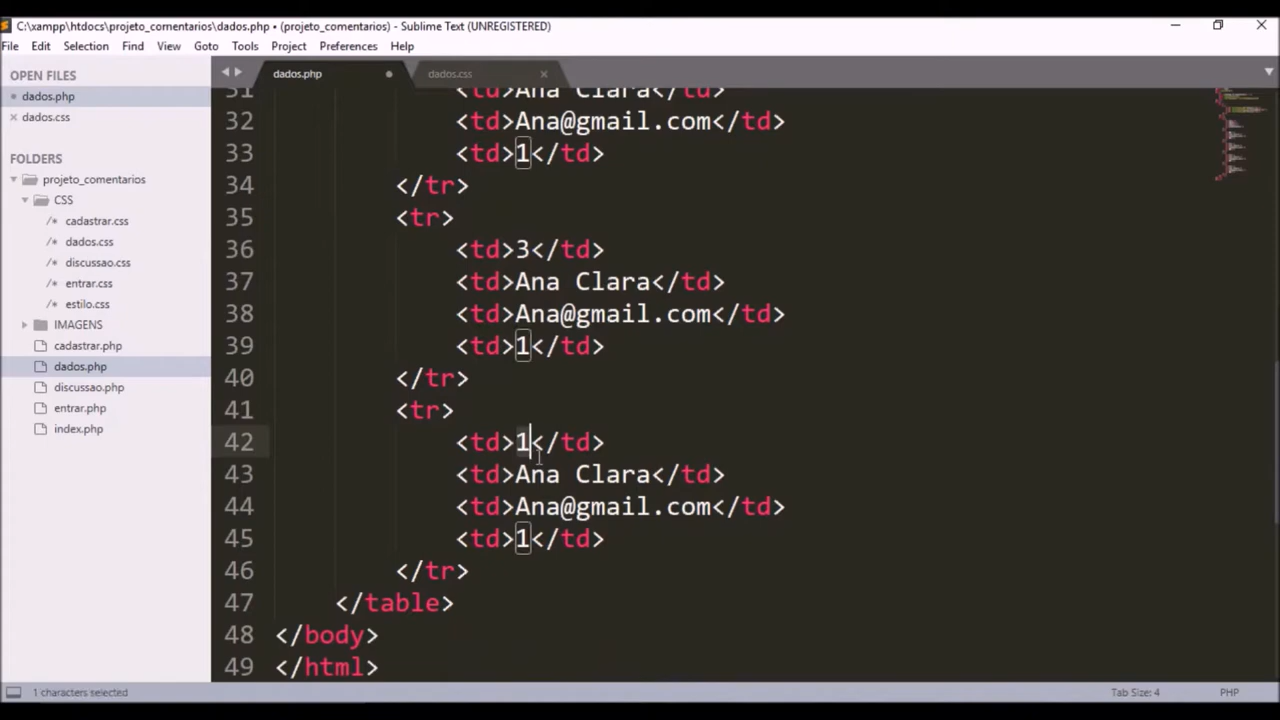 C:\xampp\htdocs\projeto_comentarios\dados.php • (projeto_comentarios) - Sublime Text (UNREGISTERED)
File Edit Selection Find View Goto Tools Project Preferences Help
OPEN FILES
dados.php
dados.css
FOLDERS
projeto_comentarios
CSS
/* cadastrar.css
/* dados.css
/* discussao.css
/* entrar.css
/* estilo.css
IMAGENS
cadastrar.php
dados.php
discussao.php
entrar.php
index.php
dados.php dados.css
31 <td>Ana Clara</td>
32 <td>Ana@gmail.com</td>
33 <td>1</td>
34 </tr>
35 <tr>
36 <td>3</td>
37 <td>Ana Clara</td>
38 <td>Ana@gmail.com</td>
39 <td>1</td>
40 </tr>
41 <tr>
42 <td>1</td>
43 <td>Ana Clara</td>
44 <td>Ana@gmail.com</td>
45 <td>1</td>
46 </tr>
47 </table>
48 </body>
49 </html>
1 characters selected Tab Size: 4 PHP